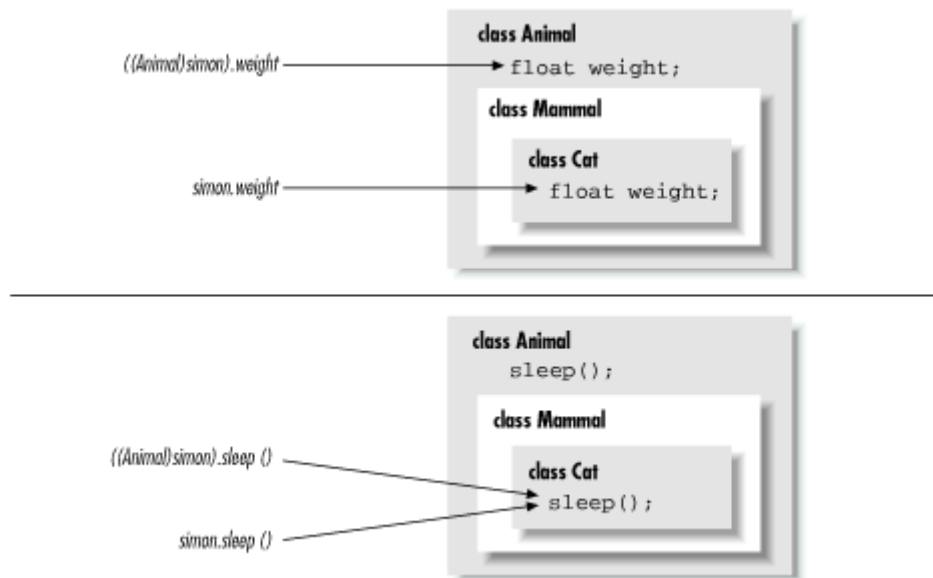 class Animal
((Animal)simon).weight
float weight;
class Mammal
class Cat
simon.weight
float weight;
class Animal
sleep();
class Mammal
((Animal)simon).sleep ()
class Cat
sleep();
simon.sleep ()